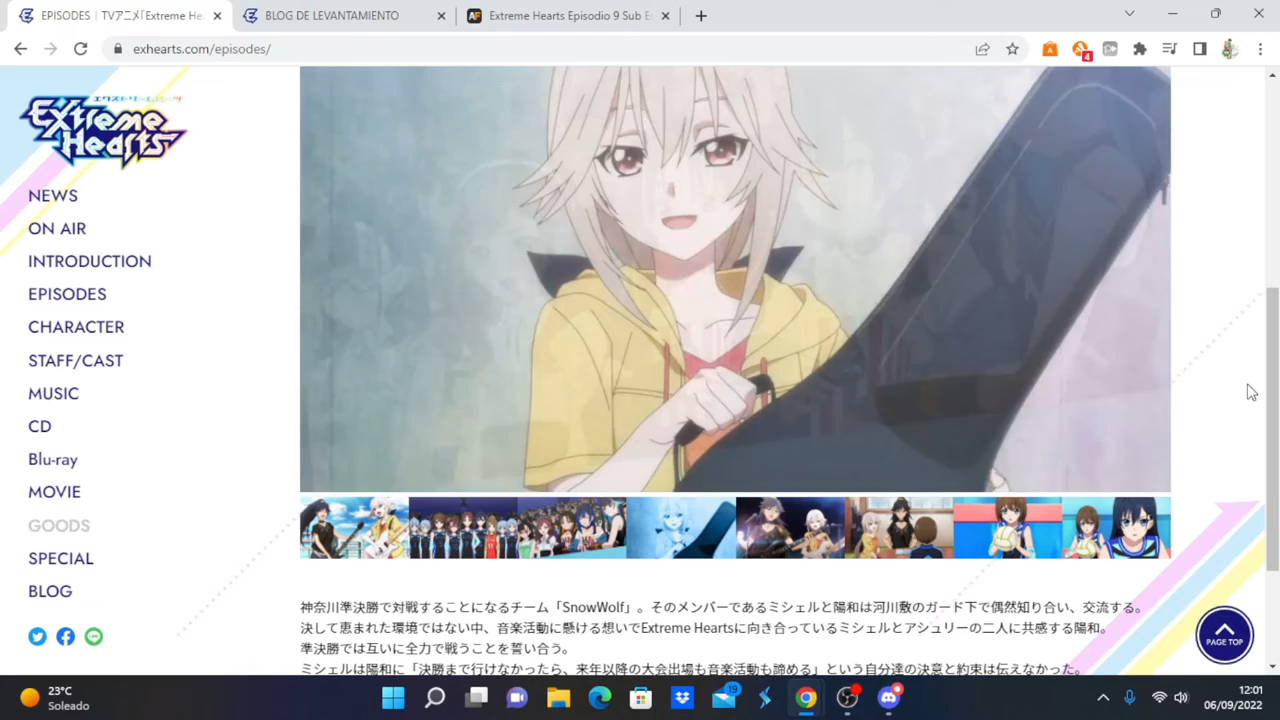 EPISODES | TVアニメ「Extreme He
BLOG DE LEVANTAMIENTO
Extreme Hearts Episodio 9 Sub E
exhearts.com/episodes/
4
エクストリームハーツ
Extreme Hearts
NEWS
ON AIR
INTRODUCTION
EPISODES
CHARACTER
STAFF/CAST
MUSIC
CD
Blu-ray
MOVIE
GOODS
SPECIAL
BLOG
神奈川準決勝で対戦することになるチーム「SnowWolf」。そのメンバーであるミシェルと陽和は河川敷のガード下で偶然知り合い、交流する。
決して恵まれた環境ではない中、音楽活動に懸ける想いでExtreme Heartsに向き合っているミシェルとアシュリーの二人に共感する陽和。
準決勝では互いに全力で戦うことを誓い合う。
ミシェルは陽和に「決勝まで行けなかったら、来年以降の大会出場も音楽活動も諦める」という自分達の決意と約束は伝えなかった。
PAGE TOP
23°C
Soleado
19
12:01
06/09/2022